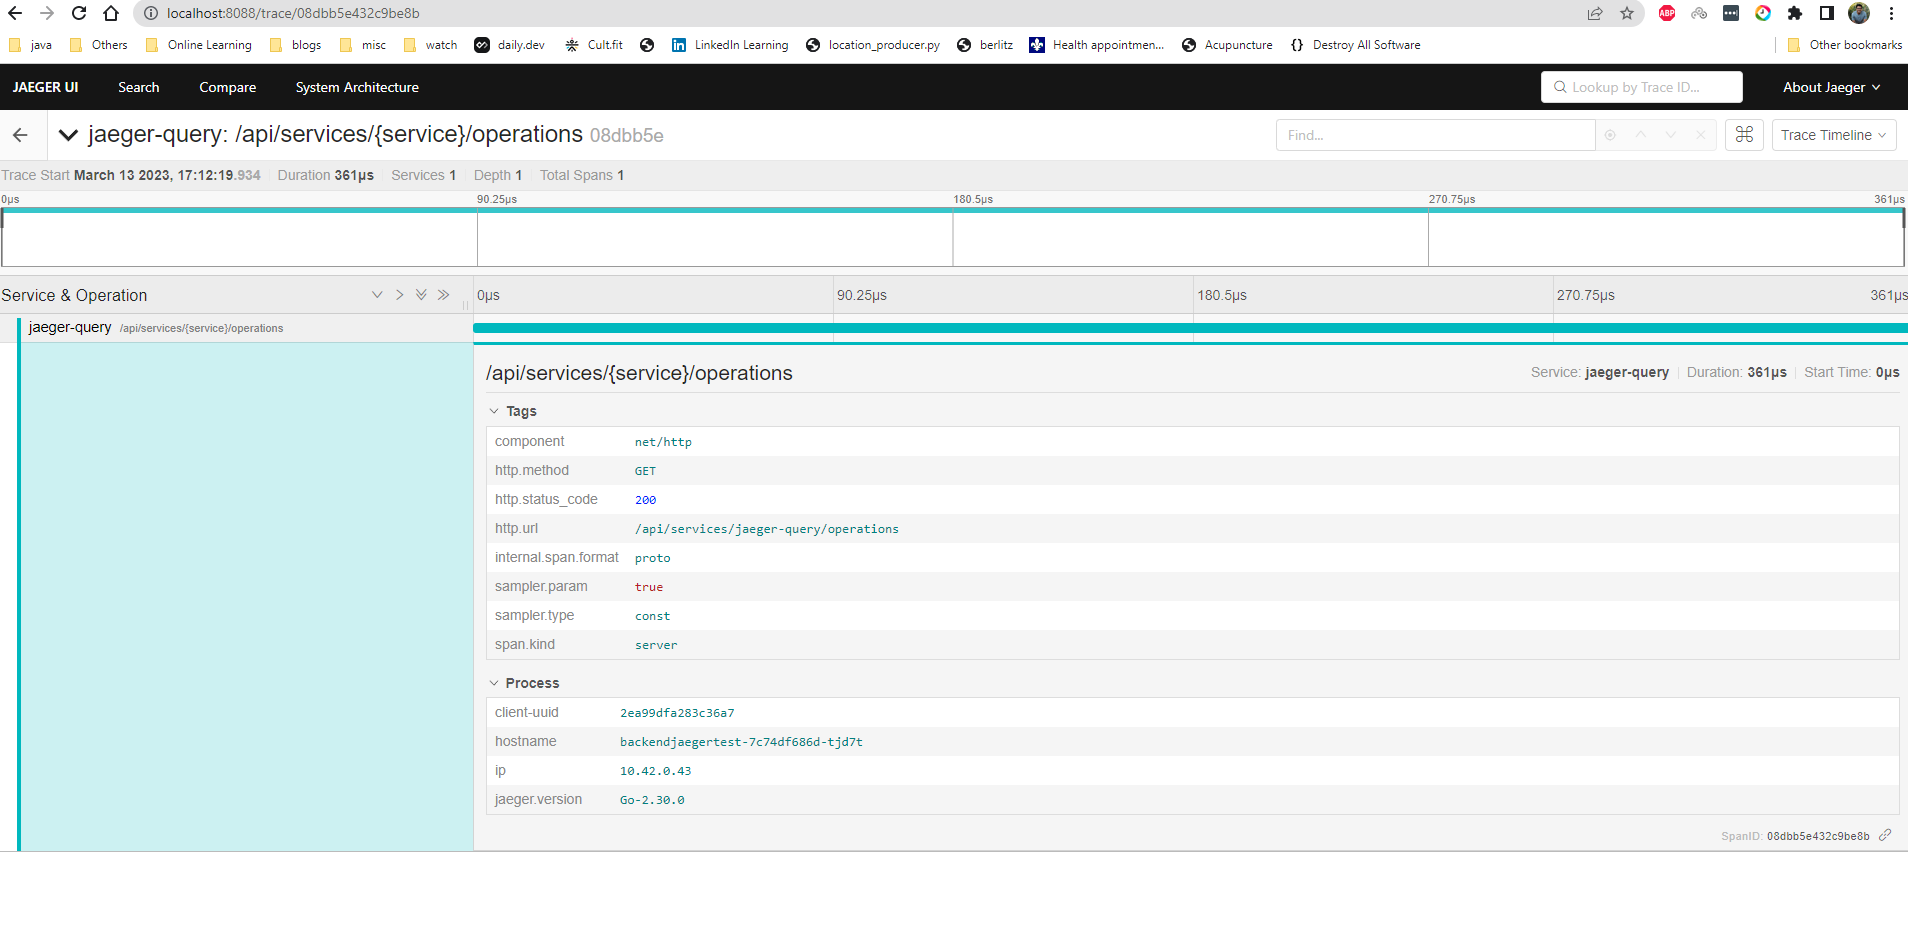 localhost:8088/trace/08dbb5e432c9be8b
ABP
java Others Online Learning blogs misc watch daily.dev Cult.fit LinkedIn Learning location_producer.py berlitz Health appointmen... Acupuncture {} Destroy All Software Other bookmarks
JAEGER UI Search Compare System Architecture Lookup by Trace ID... About Jaeger
jaeger-query: /api/services/{service}/operations 08dbb5e Find... ⌘ Trace Timeline
Trace Start March 13 2023, 17:12:19.934 Duration 361μs Services 1 Depth 1 Total Spans 1
0μs 90.25μs 180.5μs 270.75μs 361μs
Service & Operation 0μs 90.25μs 180.5μs 270.75μs 361μs
jaeger-query /api/services/{service}/operations
/api/services/{service}/operations Service: jaeger-query Duration: 361μs Start Time: 0μs
Tags
component net/http
http.method GET
http.status_code 200
http.url /api/services/jaeger-query/operations
internal.span.format proto
sampler.param true
sampler.type const
span.kind server
Process
client-uuid 2ea99dfa283c36a7
hostname backendjaegertest-7c74df686d-tjd7t
ip 10.42.0.43
jaeger.version Go-2.30.0
SpanID: 08dbb5e432c9be8b